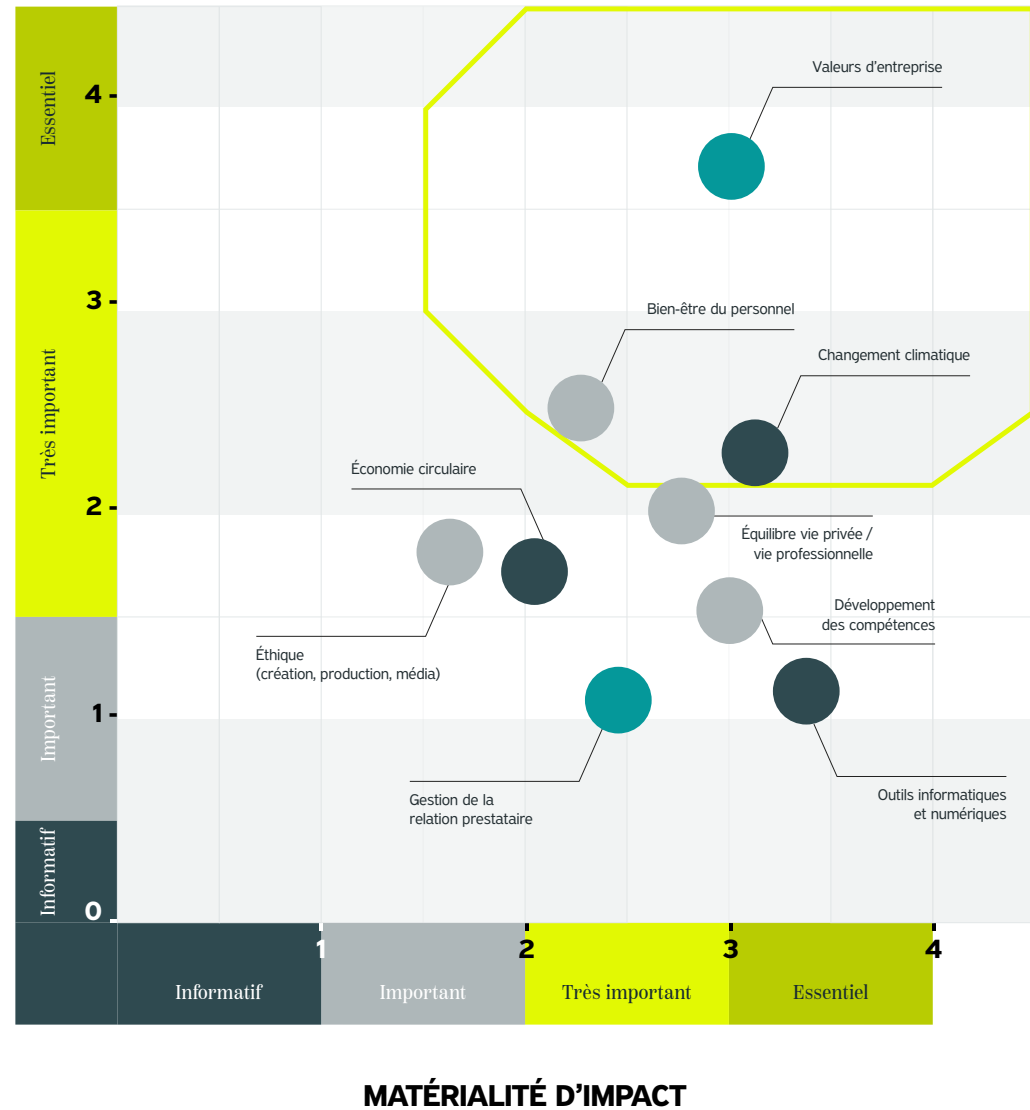 Valeurs d'entreprise
4
Essentiel
3
Bien-être du personnel
Changement climatique
Très important
Économie circulaire
2
Équilibre vie privée /
vie professionnelle
Développement
des compétences
Éthique
(création, production, média)
1
Important
Gestion de la
relation prestataire
Outils informatiques
et numériques
Informatif
0
1
2
3
4
Informatif
Important
Très important
Essentiel
MATÉRIALITÉ D’IMPACT